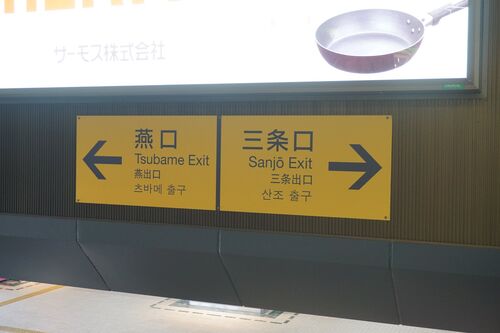 サーモス株式会社
燕口
Tsubame Exit
燕出口
츠바메 출구
三条口
Sanjō Exit
三条出口
산조 출구